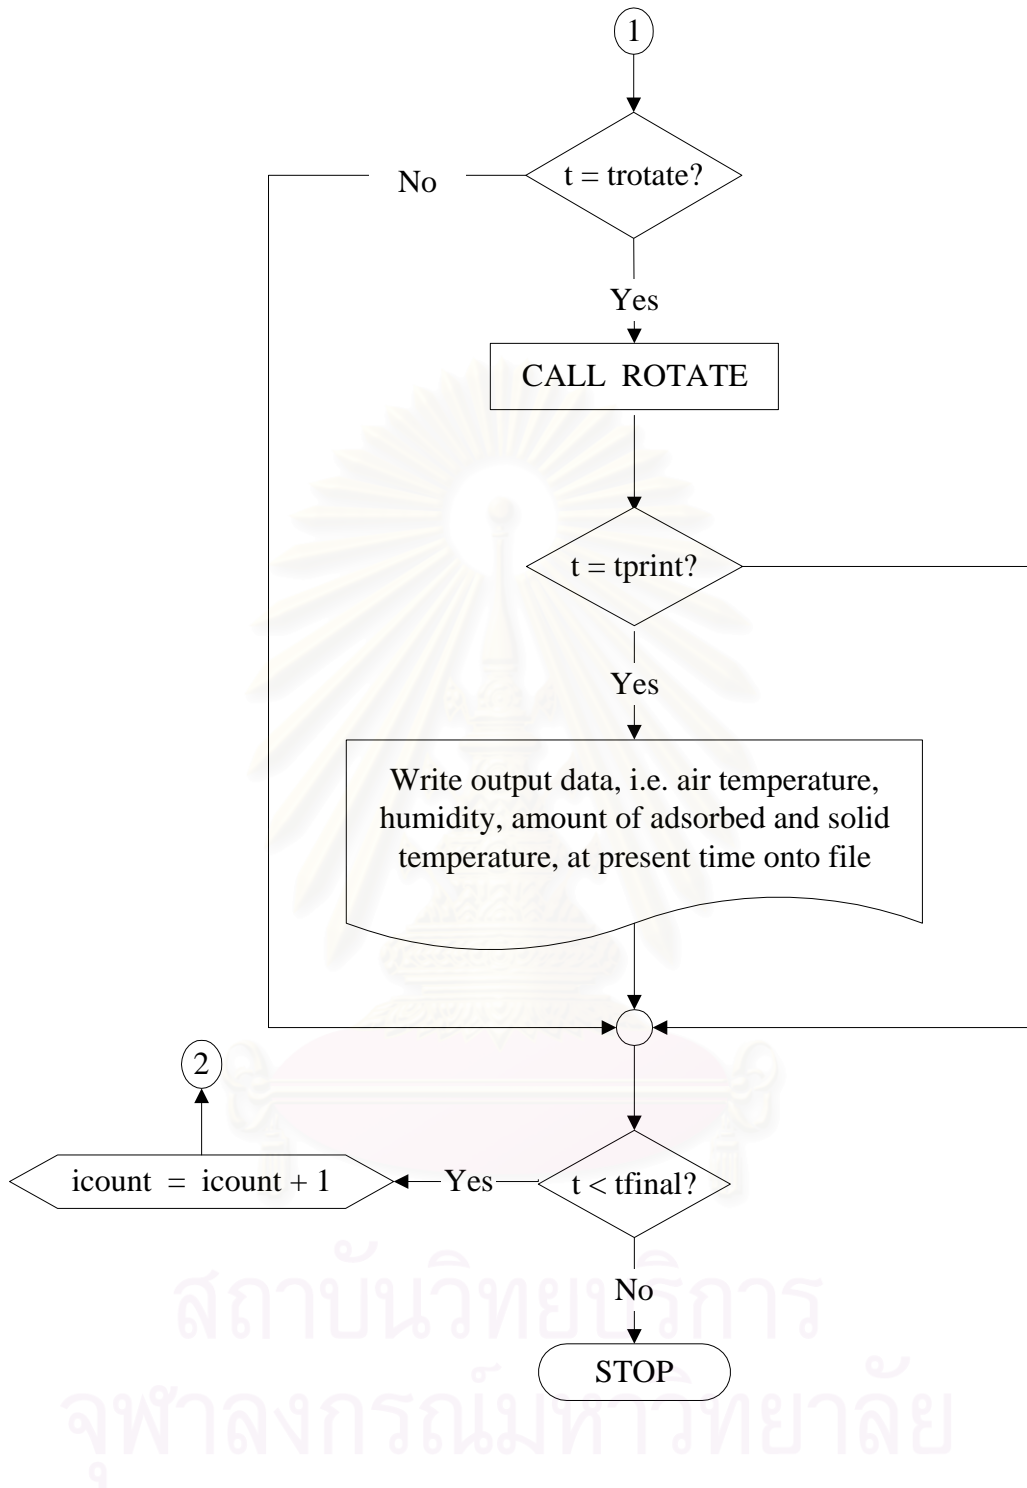 1
t = trotate?
No
Yes
CALL ROTATE
t = tprint?
Yes
Write output data, i.e. air temperature,
humidity, amount of adsorbed and solid
temperature, at present time onto file
2
icount = icount + 1
Yes
t < tfinal?
No
STOP
สถาบันวิทยบริการ
จุฬาลงกรณ์มหาวิทยาลัย